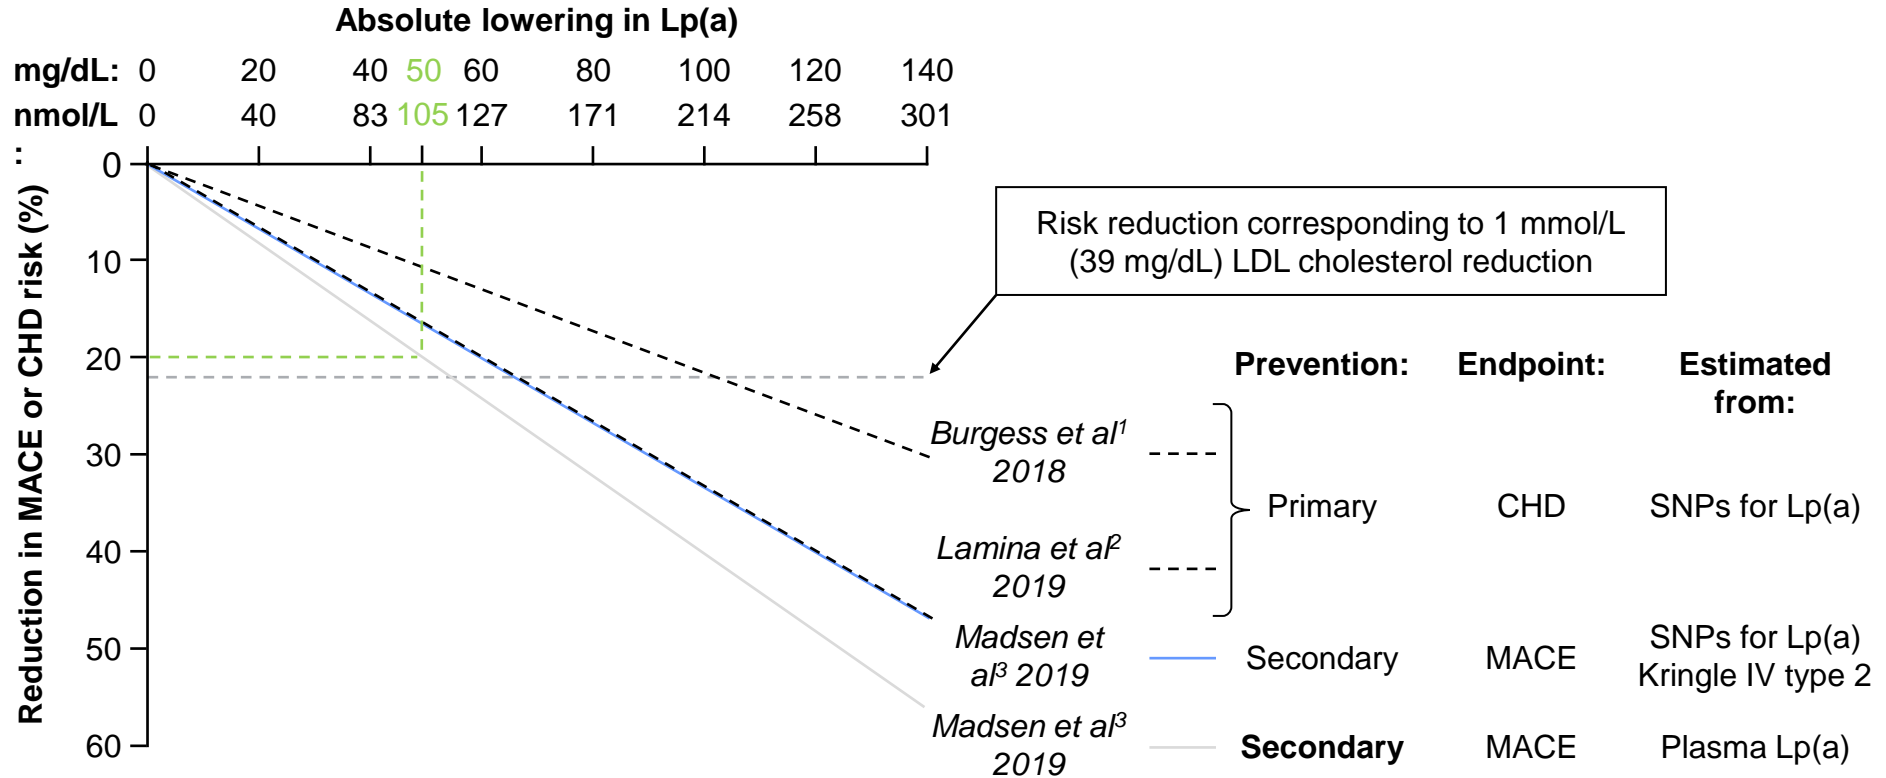 Absolute lowering in Lp(a)
mg/dL: 0 20 40 50 60 80 100 120 140
nmol/L 0 40 83 105 127 171 214 258 301
:
Reduction in MACE or CHD risk (%)
0
10
20
30
40
50
60
Risk reduction corresponding to 1 mmol/L
(39 mg/dL) LDL cholesterol reduction
Prevention: Endpoint: Estimated
from:
Burgess et al¹
2018
Primary CHD SNPs for Lp(a)
Lamina et al²
2019
Madsen et
al³ 2019
Secondary MACE SNPs for Lp(a)
Kringle IV type 2
Madsen et al³
2019
Secondary MACE Plasma Lp(a)